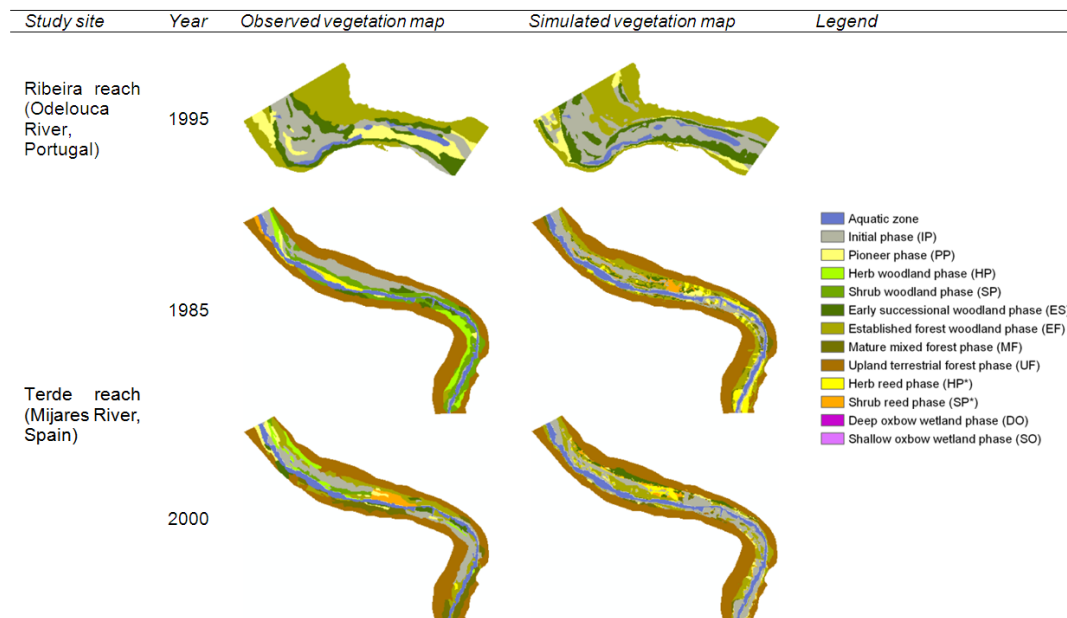 Study site Year Observed vegetation map Simulated vegetation map Legend
Ribeira reach
(Odelouca
River,
Portugal)
1995
Aquatic zone
Initial phase (IP)
Pioneer phase (PP)
Herb woodland phase (HP)
Shrub woodland phase (SP)
Early successional woodland phase (ES)
Established forest woodland phase (EF)
Mature mixed forest phase (MF)
Upland terrestrial forest phase (UF)
Herb reed phase (HP*)
Shrub reed phase (SP*)
Deep oxbow wetland phase (DO)
Shallow oxbow wetland phase (SO)
1985
Terde reach
(Mijares River,
Spain)
2000